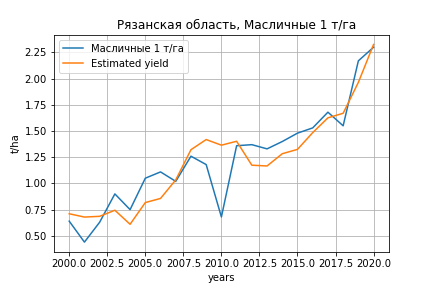 Рязанская область, Масличные 1 т/га
Масличные 1 т/га
Estimated yield
t/ha
2.25
2.00
1.75
1.50
1.25
1.00
0.75
0.50
2000.0 2002.5 2005.0 2007.5 2010.0 2012.5 2015.0 2017.5 2020.0
years